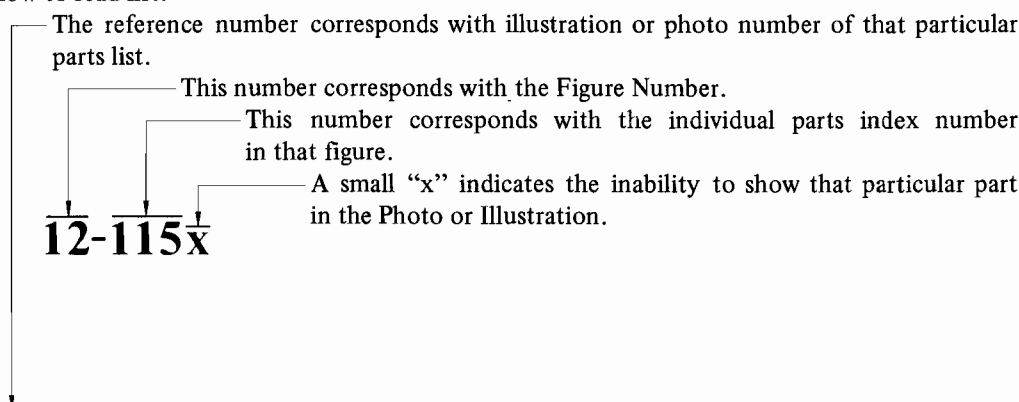 The reference number corresponds with illustration or photo number of that particular
parts list.
This number corresponds with the Figure Number.
This number corresponds with the individual parts index number
in that figure.
A small “x” indicates the inability to show that particular part
in the Photo or Illustration.
12-115x